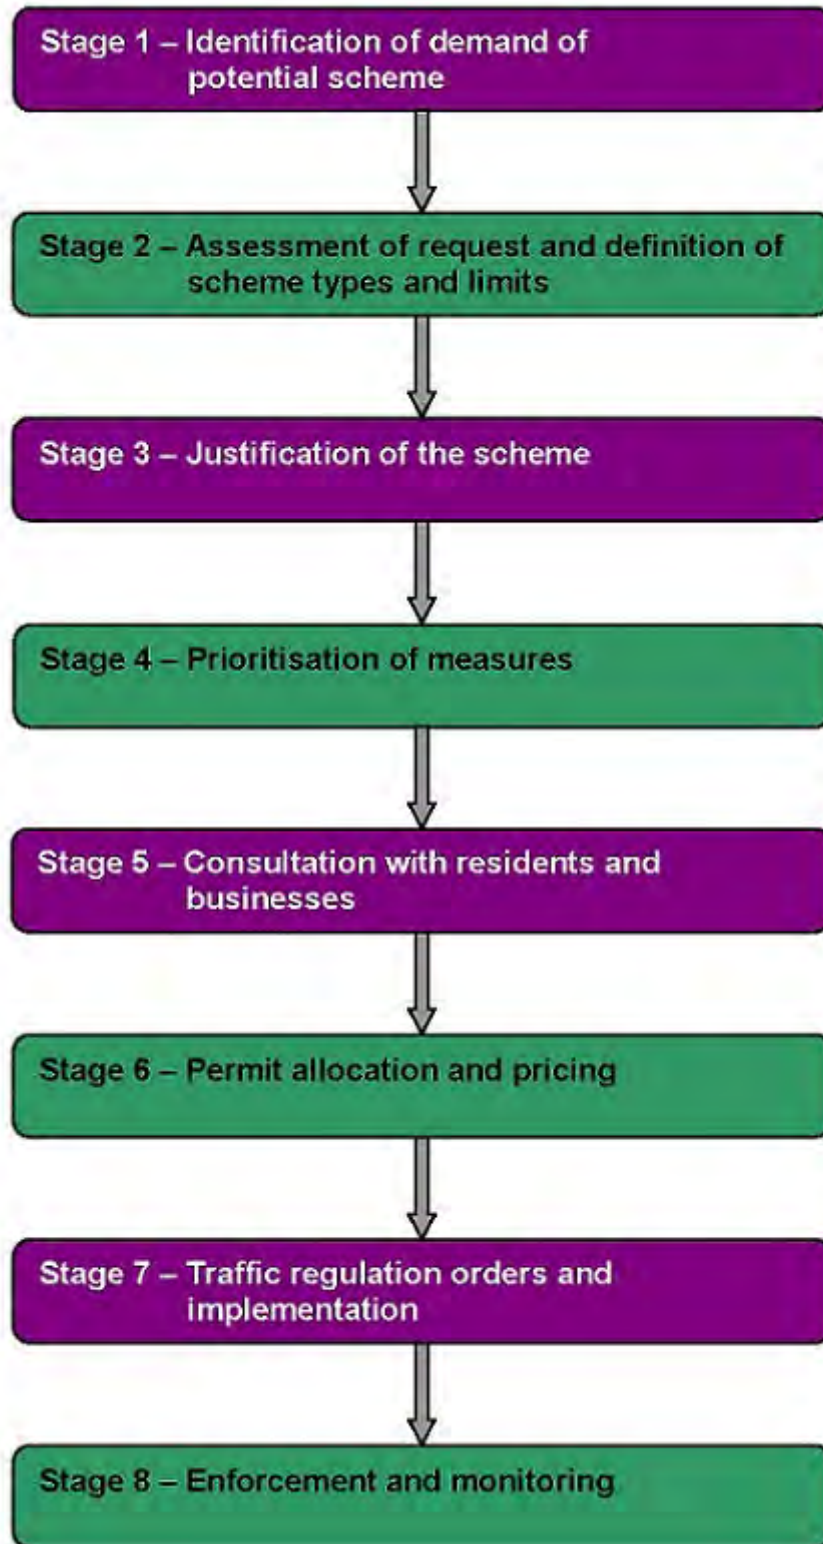 Stage 1 – Identification of demand of
potential scheme
Stage 2 – Assessment of request and definition of
scheme types and limits
Stage 3 – Justification of the scheme
Stage 4 – Prioritisation of measures
Stage 5 – Consultation with residents and
businesses
Stage 6 – Permit allocation and pricing
Stage 7 – Traffic regulation orders and
implementation
Stage 8 – Enforcement and monitoring